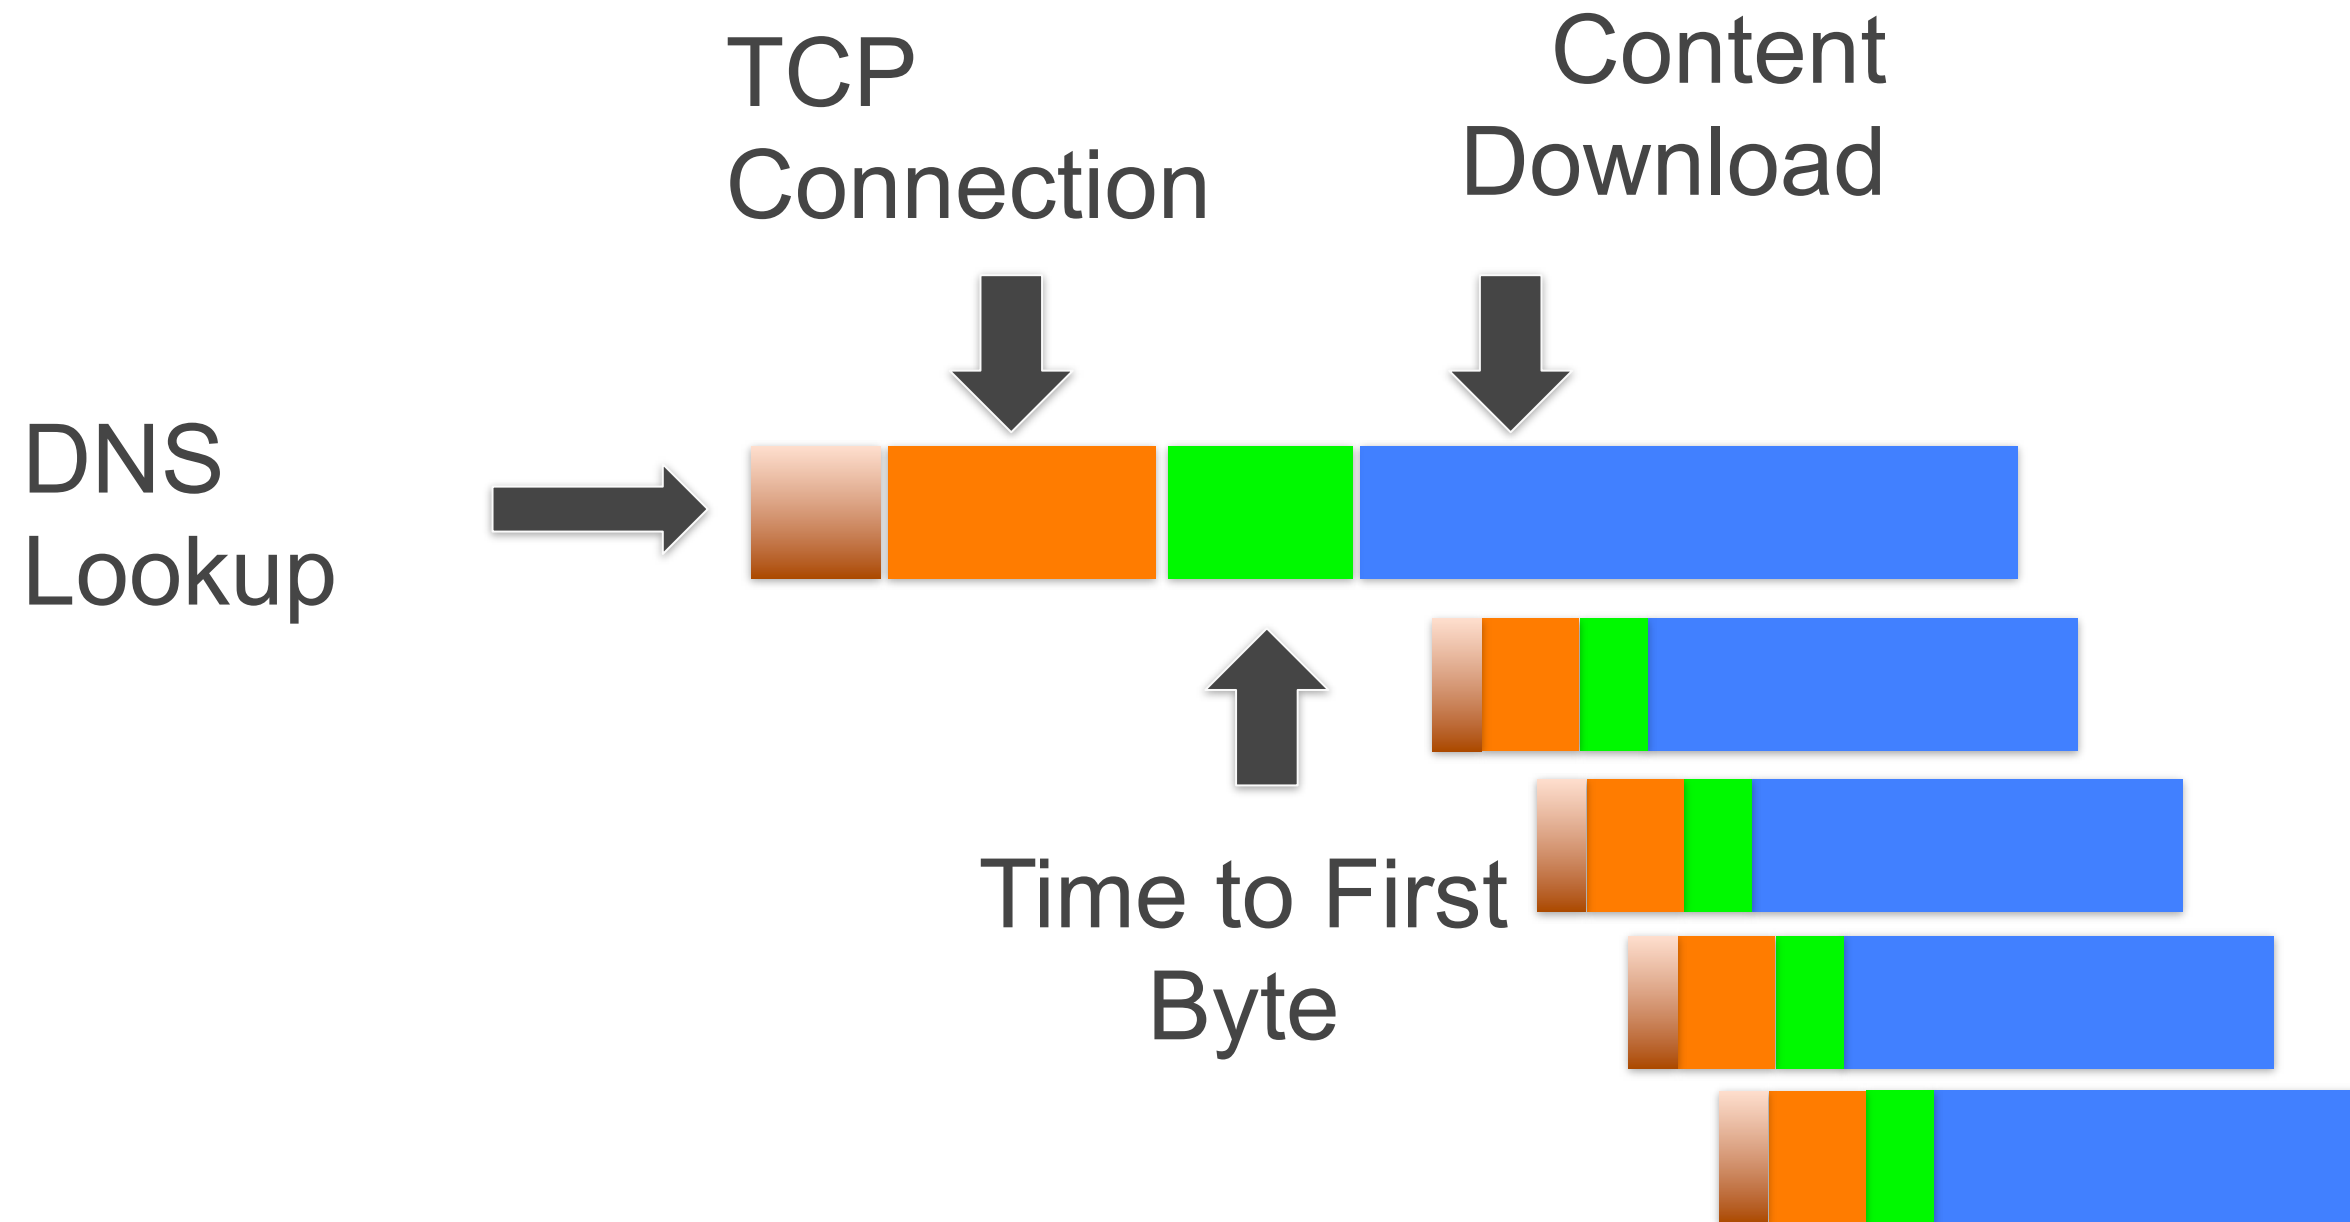 TCP
Connection
Content
Download
DNS
Lookup
Time to First
Byte